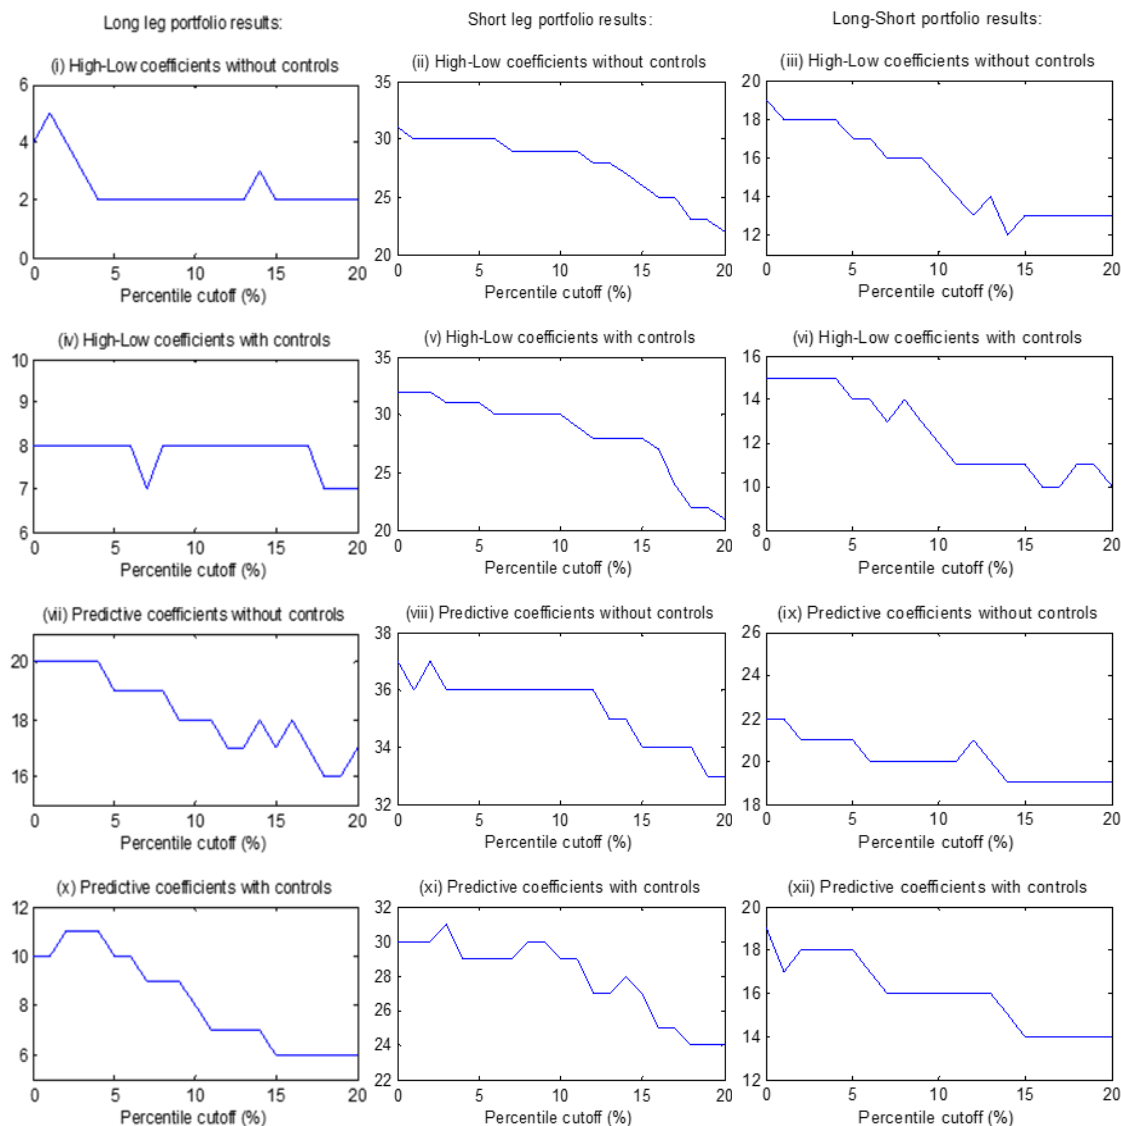 Long leg portfolio results:
Short leg portfolio results:
Long-Short portfolio results:
(i) High-Low coefficients without controls
6
4
2
0
0 5 10 15 20
Percentile cutoff (%)
(ii) High-Low coefficients without controls
35
30
25
20
0 5 10 15 20
Percentile cutoff (%)
(iii) High-Low coefficients without controls
20
18
16
14
12
0 5 10 15 20
Percentile cutoff (%)
(iv) High-Low coefficients with controls
10
9
8
7
6
0 5 10 15 20
Percentile cutoff (%)
(v) High-Low coefficients with controls
35
30
25
20
0 5 10 15 20
Percentile cutoff (%)
(vi) High-Low coefficients with controls
16
14
12
10
0 5 10 15 20
Percentile cutoff (%)
(vii) Predictive coefficients without controls
20
18
16
0 5 10 15 20
Percentile cutoff (%)
(viii) Predictive coefficients without controls
38
36
34
32
0 5 10 15 20
Percentile cutoff (%)
(ix) Predictive coefficients without controls
26
24
22
20
18
0 5 10 15 20
Percentile cutoff (%)
(x) Predictive coefficients with controls
12
10
8
6
0 5 10 15 20
Percentile cutoff (%)
(xi) Predictive coefficients with controls
32
30
28
26
24
22
0 5 10 15 20
Percentile cutoff (%)
(xii) Predictive coefficients with controls
20
18
16
14
12
0 5 10 15 20
Percentile cutoff (%)